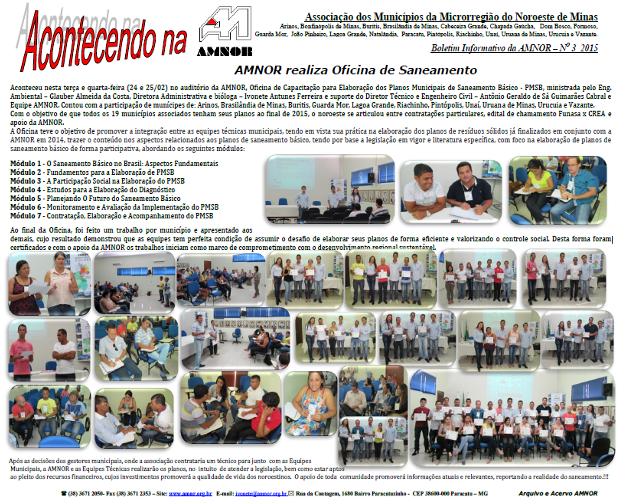 Acontecendo na
AMNOR
Associação dos Municípios da Microrregião do Noroeste de Minas
Arinos, Bonfinopolis de Minas, Buritis, Brasilândia de Minas, Cabeceira Grande, Chapada Gaúcha, Dom Bosco, Formoso,
Guarda Mor, João Pinheiro, Lagoa Grande, Natalândia, Paracatu, Pintópolis, Riachinho, Unaí, Uruana de Minas, Urucuia e Vazante.
Boletim Informativo da AMNOR – Nº 3 2015
AMNOR realiza Oficina de Saneamento
Aconteceu nesta terça e quarta-feira (24 e 25/02) no auditório da AMNOR, Oficina de Capacitação para Elaboração dos Planos Municipais de Saneamento Básico - PMSB, ministrada pelo Eng.
Ambiental – Glauber Almeida da Costa, Diretora Administrativa e bióloga – Ivonete Antunes Ferreira e suporte do Diretor Técnico e Engenheiro Civil – Antônio Geraldo de Sá Guimarães Cabral e
Equipe AMNOR. Contou com a participação de munícipes de: Arinos, Brasilândia de Minas, Buritis, Guarda Mor, Lagoa Grande, Riachinho, Pintópolis, Unaí, Uruana de Minas, Urucuia e Vazante.
Com o objetivo de que todos os 19 municípios associados tenham seus planos ao final de 2015, o noroeste se articulou entre contratações particulares, edital de chamamento Funasa x CREA e
apoio da AMNOR.
A Oficina teve o objetivo de promover a integração entre as equipes técnicas municipais, tendo em vista sua prática na elaboração dos planos de resíduos sólidos já finalizados em conjunto com a
AMNOR em 2014, trazer o conteúdo nos aspectos relacionados aos planos de saneamento básico, tendo por base a legislação em vigor e literatura específica, com foco na elaboração de planos de
saneamento básico de forma participativa, abordando os seguintes módulos:
Módulo 1 - O Saneamento Básico no Brasil: Aspectos Fundamentais
Módulo 2 - Fundamentos para a Elaboração de PMSB
Módulo 3 - A Participação Social na Elaboração do PMSB
Módulo 4 - Estudos para a Elaboração do Diagnóstico
Módulo 5 - Planejando O Futuro do Saneamento Básico
Módulo 6 - Monitoramento e Avaliação da Implementação do PMSB
Módulo 7 - Contratação, Elaboração e Acompanhamento do PMSB
Ao final da Oficina, foi feito um trabalho por município e apresentado aos
demais, cujo resultado demonstrou que as equipes tem perfeita condição de assumir o desafio de elaborar seus planos de forma eficiente e valorizando o controle social. Desta forma foram
certificados e com o apoio da AMNOR os trabalhos iniciam como marco de comprometimento com o desenvolvimento regional sustentável.
Após as decisões dos gestores municipais, onde a associação contrataria um técnico para junto com as Equipes
Municipais, a AMNOR e as Equipes Técnicas realizarão os planos, no intuito de atender a legislação, bem como estar aptos
ao pleito dos recursos financeiros, cujos investimentos promoverá a qualidade de vida do noroestinos. O apoio de toda comunidade promoverá informações atuais e relevantes, reportando a realidade do saneamento.!!!
☎ (38) 3671 2050- Fax (38) 3671 2353 – Site: www.amnor.org.br E-mail: ivonete@amnor.org.br ✉ Rua da Contagem, 1680 Bairro Paracatuzinho – CEP 38600-000 Paracatu – MG Arquivo e Acervo AMNOR